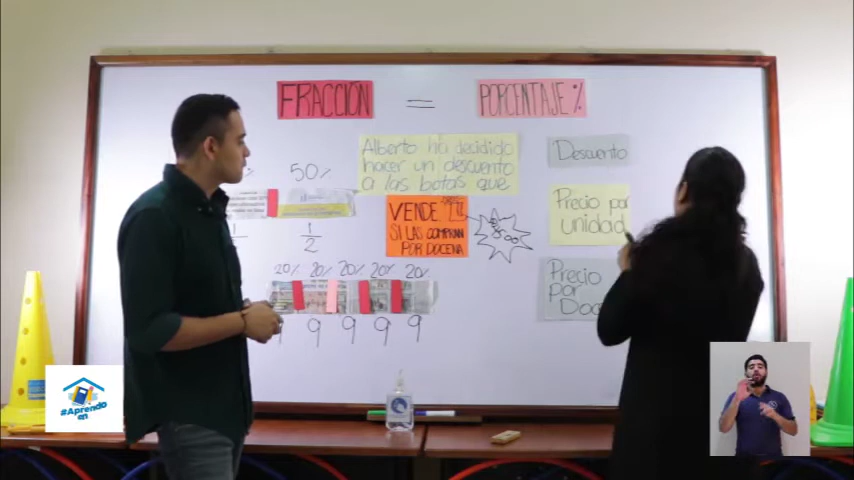 FRACCIÓN = PORCENTAJE %
50%
1
2
20% 20% 20% 20% 20%
9 9 9 9
Alberto ha decidido
hacer un descuento
a las botas que
VENDE
SI LAS COMPRAN
POR DOCENA
Descuento
Precio por
unidad
Precio
por
#Aprendo
en